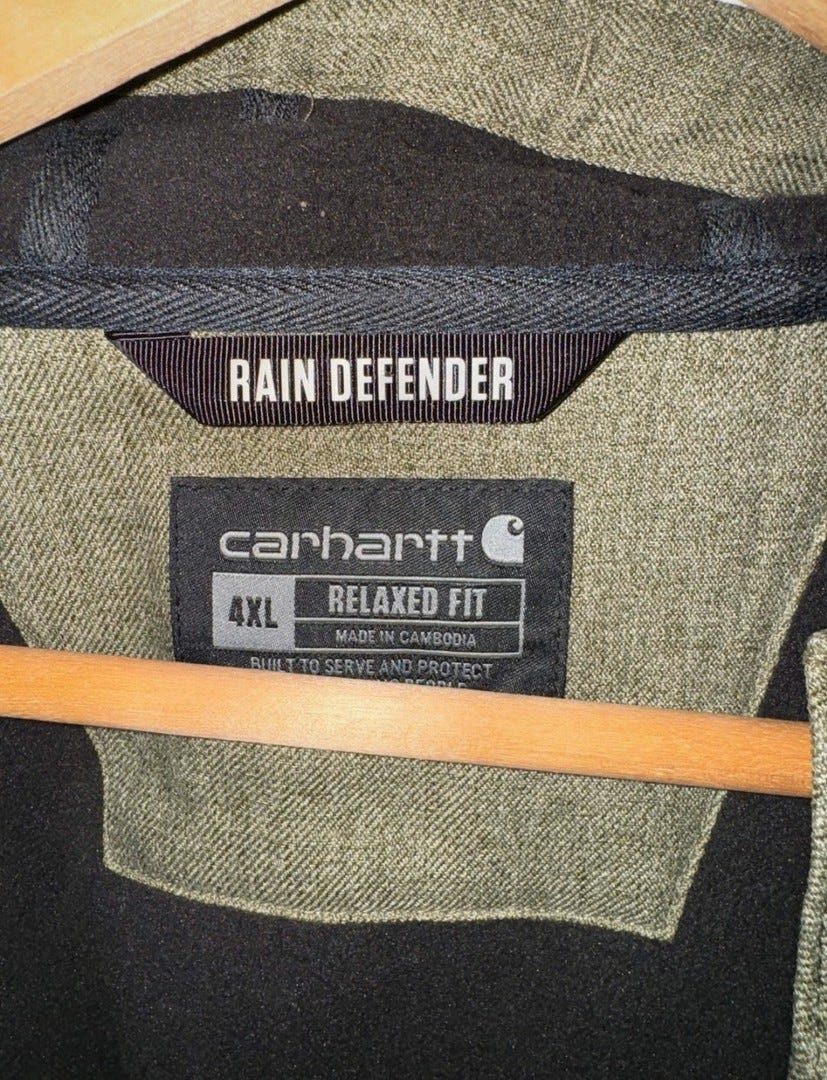 RAIN DEFENDER
carhartt
4XL
RELAXED FIT
MADE IN CAMBODIA
BUILT TO SERVE AND PROTECT